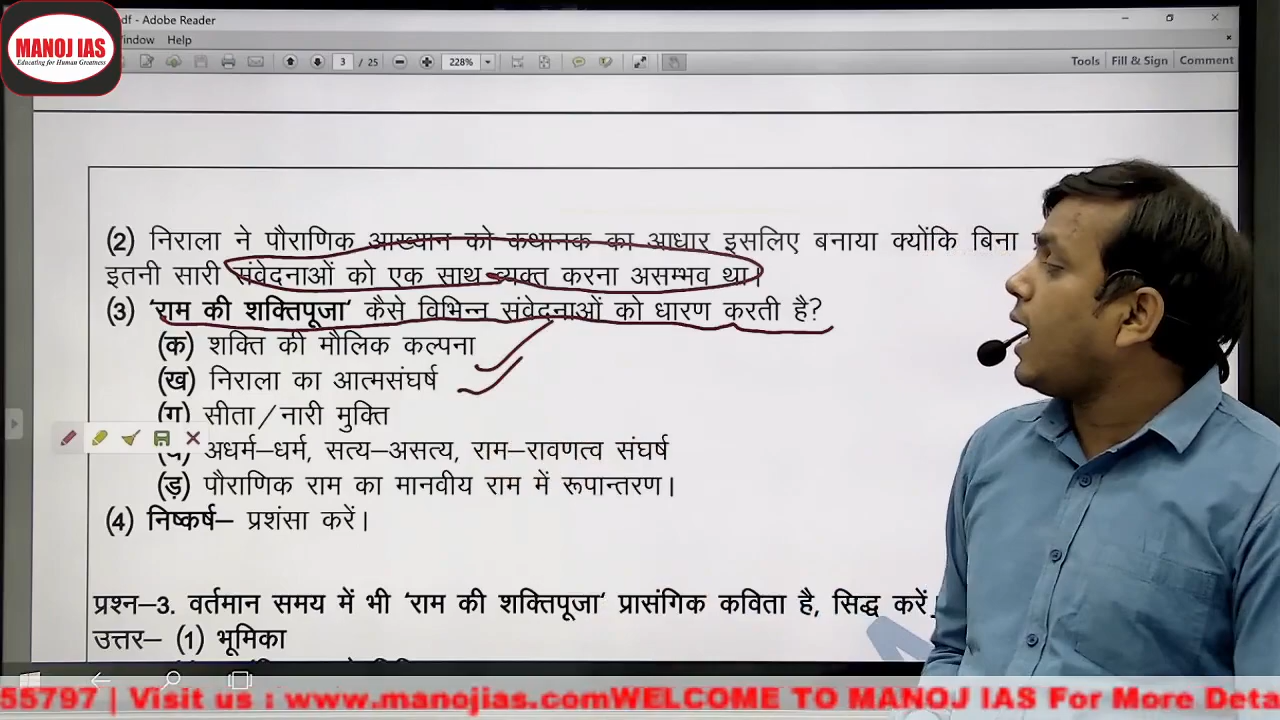 MANOJ IAS
Educating for Human Greatness
df - Adobe Reader
indow Help
3 / 25
228%
Tools Fill & Sign Comment
(2) निराला ने पौराणिक आख्यान को कथानक का आधार इसलिए बनाया क्योंकि बिना
इतनी सारी संवेदनाओं को एक साथ व्यक्त करना असम्भव था।
(3) ‘राम की शक्तिपूजा’ कैसे विभिन्न संवेदनाओं को धारण करती है?
(क) शक्ति की मौलिक कल्पना
(ख) निराला का आत्मसंघर्ष
(ग) सीता/नारी मुक्ति
अधर्म–धर्म, सत्य–असत्य, राम–रावणत्व संघर्ष
(ड़) पौराणिक राम का मानवीय राम में रूपान्तरण।
(4) निष्कर्ष– प्रशंसा करें।
प्रश्न–3. वर्तमान समय में भी ‘राम की शक्तिपूजा’ प्रासंगिक कविता है, सिद्ध करें.
उत्तर– (1) भूमिका
55797 | Visit us : www.manojias.comWELCOME TO MANOJ IAS For More Deta